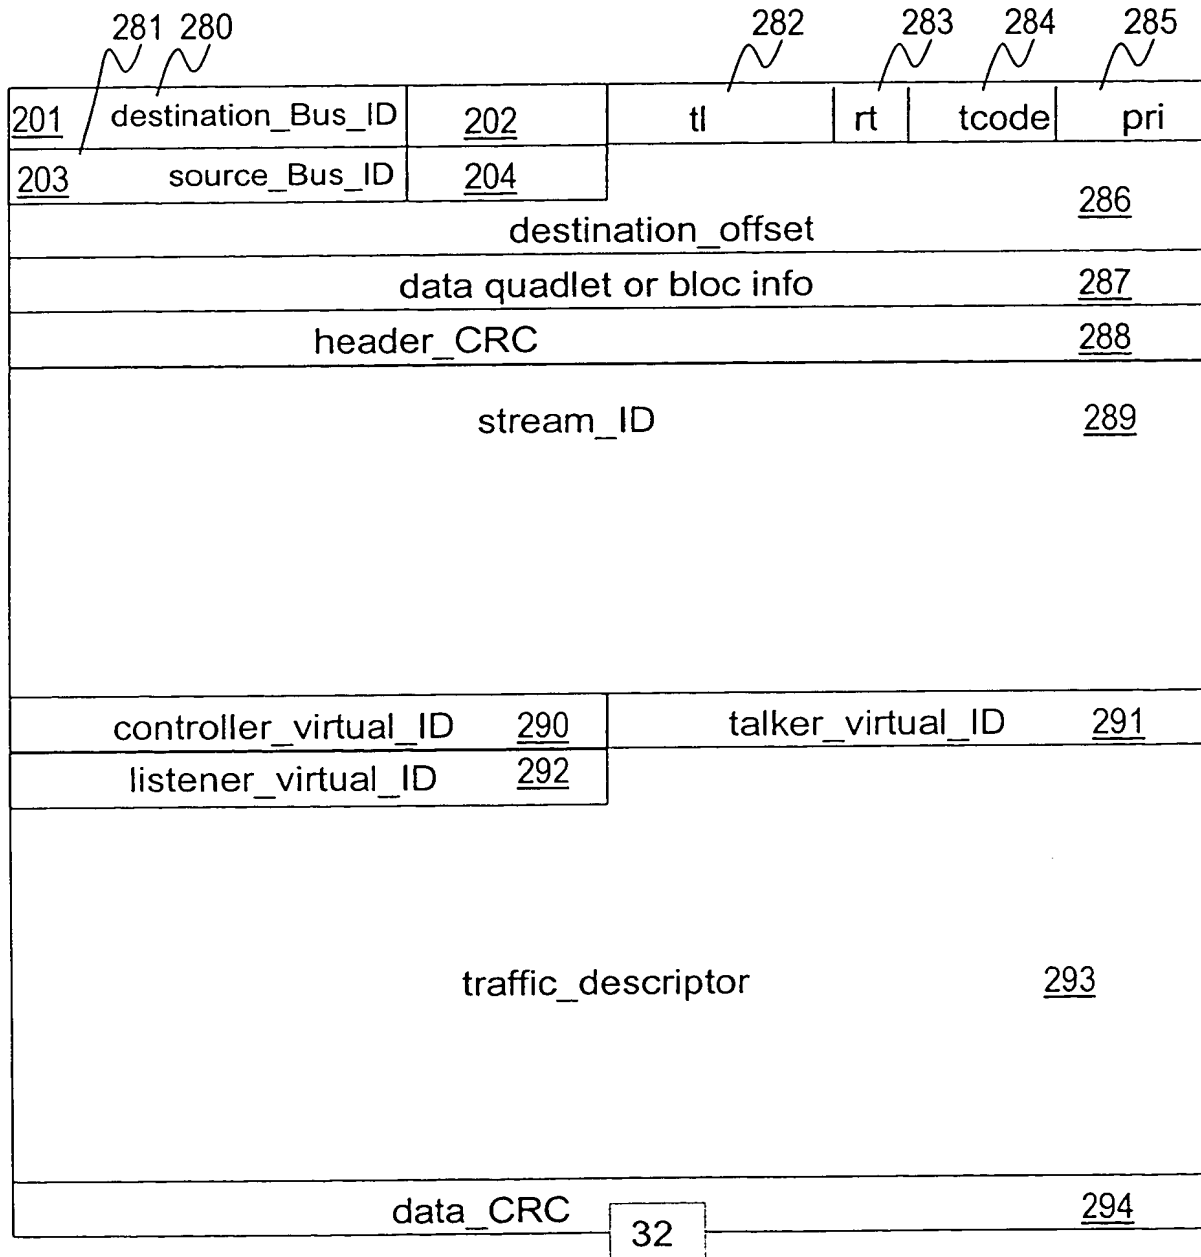 281 280 282 283 284 285
201 destination_Bus_ID 202 tl rt tcode pri
203 source_Bus_ID 204
286
destination_offset
data quadlet or bloc info 287
header_CRC 288
stream_ID 289
controller_virtual_ID 290 talker_virtual_ID 291
listener_virtual_ID 292
traffic_descriptor 293
data_CRC 294
32